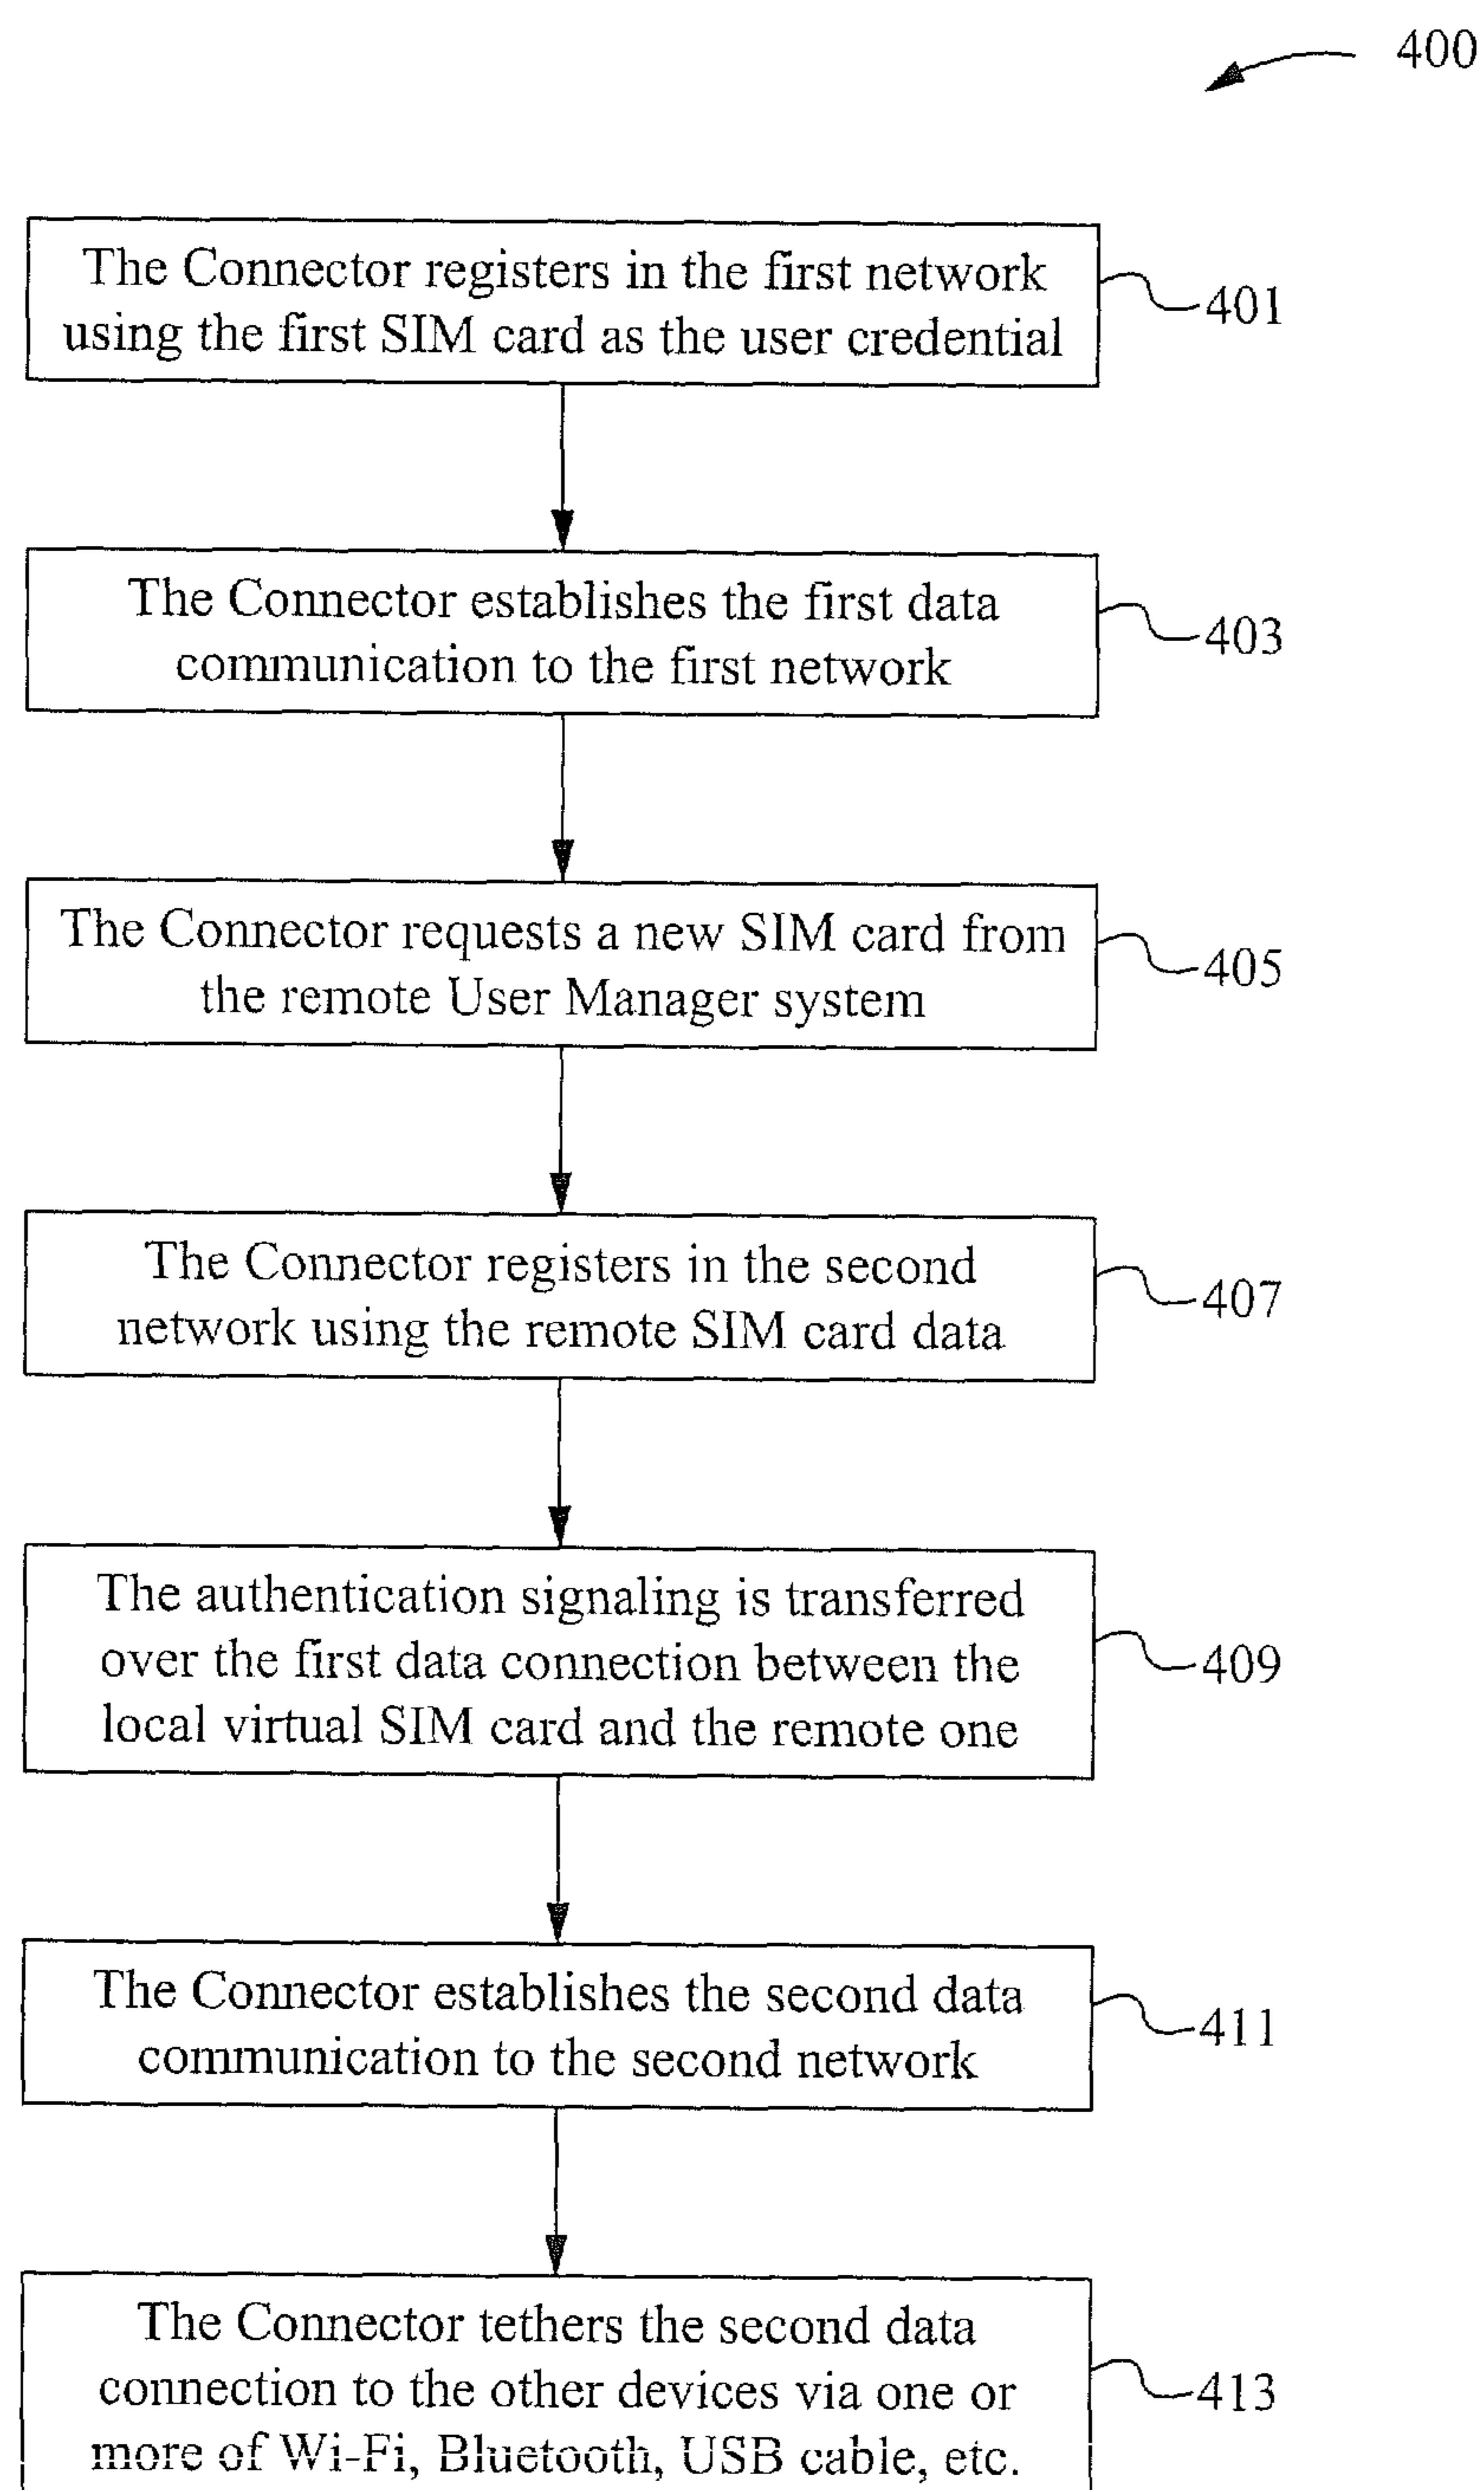 400
The Connector registers in the first network
using the first SIM card as the user credential
401
The Connector establishes the first data
communication to the first network
403
The Connector requests a new SIM card from
the remote User Manager system
405
The Connector registers in the second
network using the remote SIM card data
407
The authentication signaling is transferred
over the first data connection between the
local virtual SIM card and the remote one
409
The Connector establishes the second data
communication to the second network
411
The Connector tethers the second data
connection to the other devices via one or
more of Wi-Fi, Bluetooth, USB cable, etc.
413